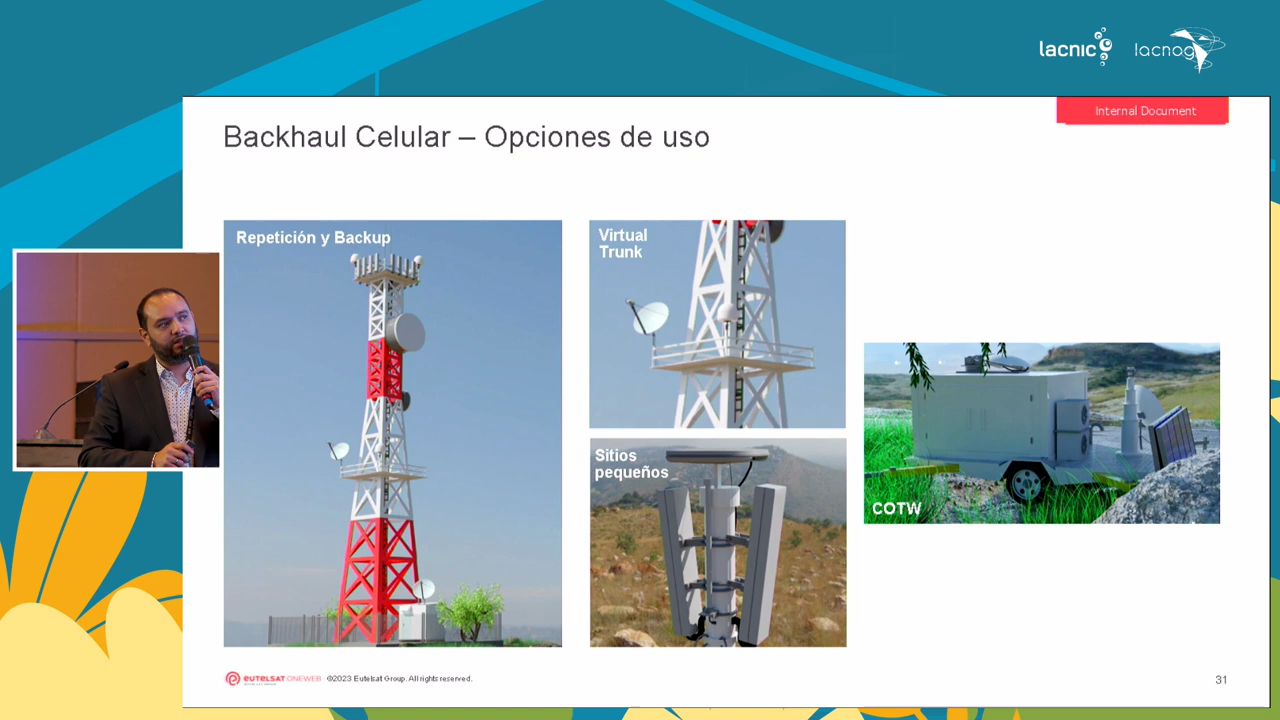 lacnic
lacnog
Internal Document
Backhaul Celular – Opciones de uso
Repetición y Backup
Virtual
Trunk
Sitios
pequeños
COTW
eutelsat ONEWEB ©2023 Eutelsat Group. All rights reserved.
31